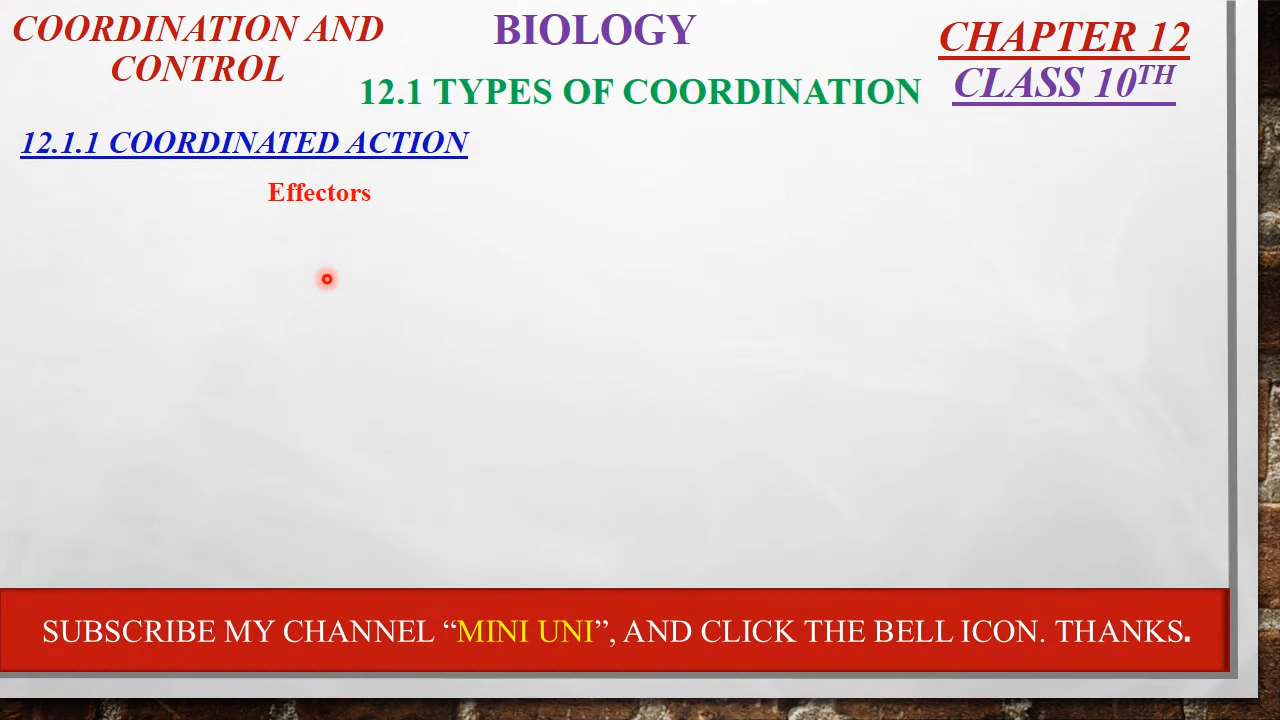 COORDINATION AND
CONTROL
BIOLOGY
CHAPTER 12
CLASS 10TH
12.1 TYPES OF COORDINATION
12.1.1 COORDINATED ACTION
Effectors
SUBSCRIBE MY CHANNEL “MINI UNI”, AND CLICK THE BELL ICON. THANKS.